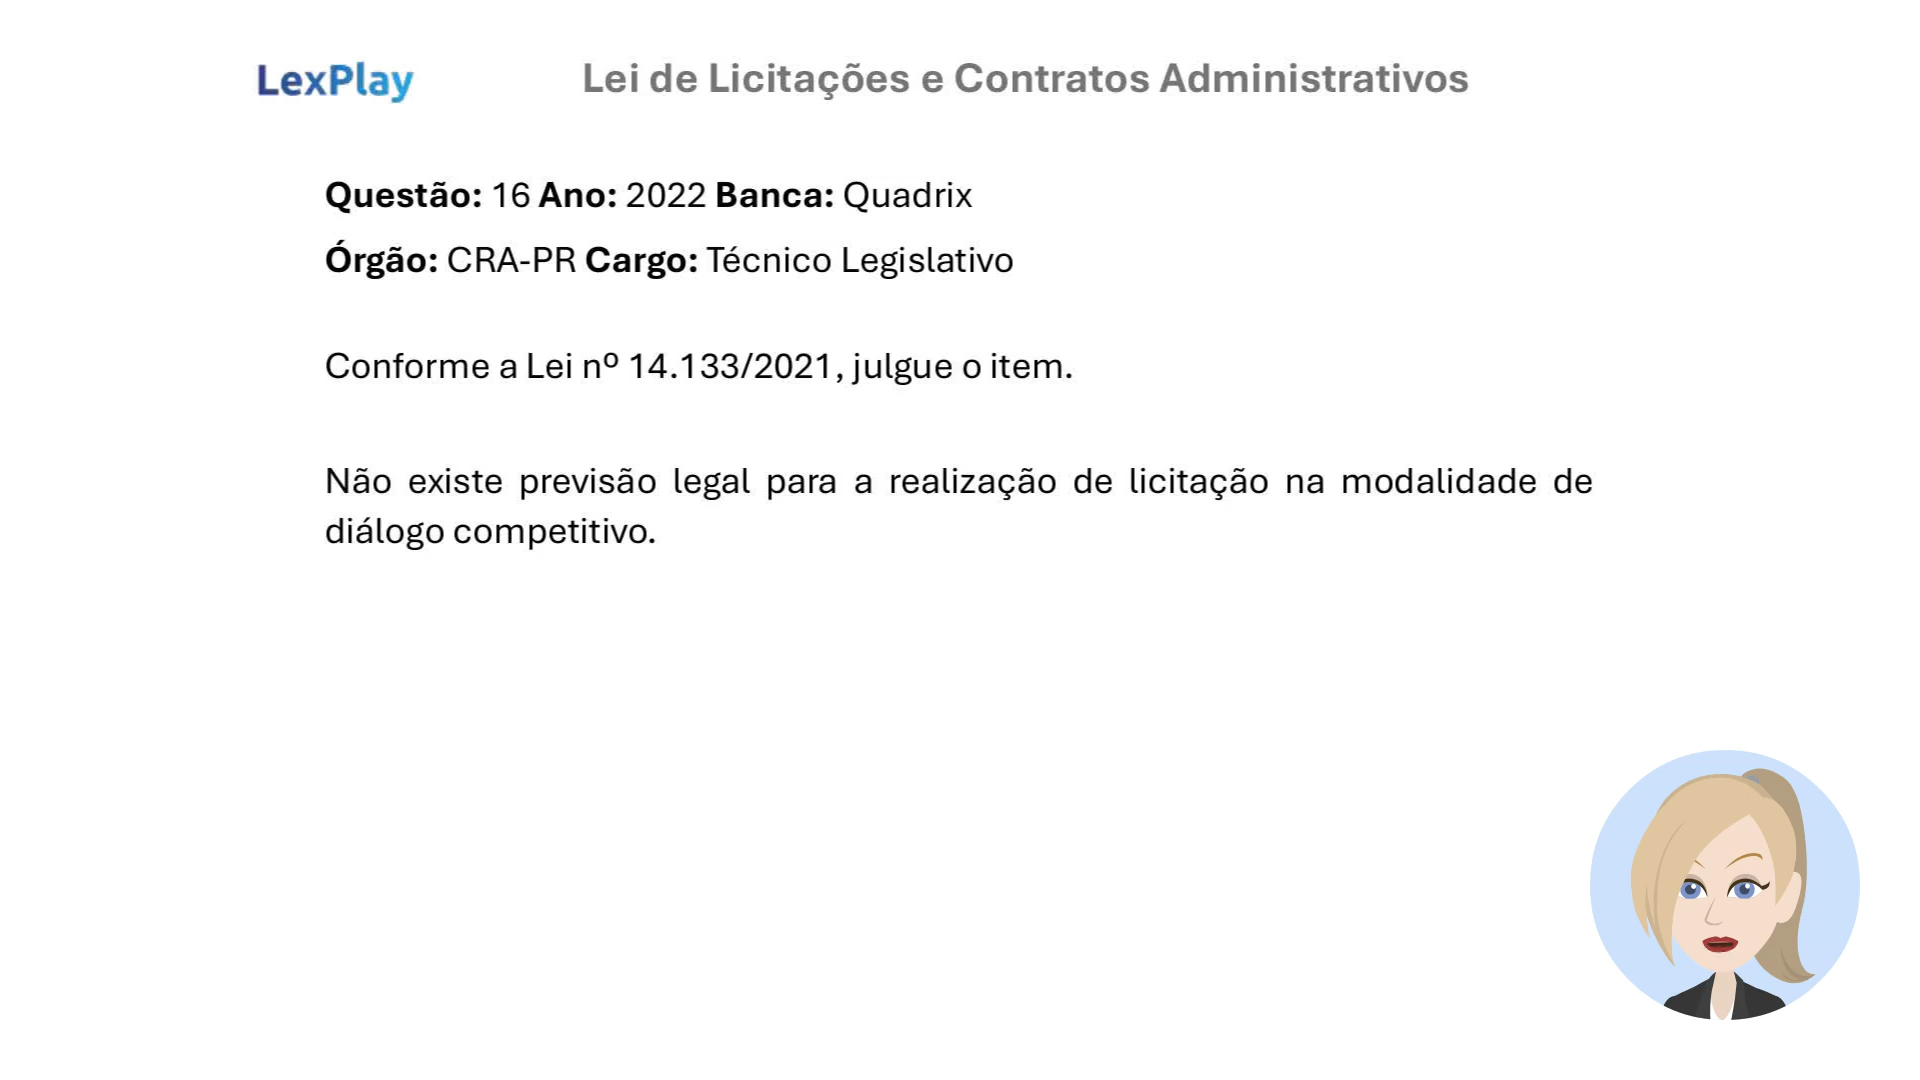 LexPlay
Lei de Licitações e Contratos Administrativos
Questão: 16 Ano: 2022 Banca: Quadrix
Órgão: CRA-PR Cargo: Técnico Legislativo
Conforme a Lei nº 14.133/2021, julgue o item.
Não existe previsão legal para a realização de licitação na modalidade de
diálogo competitivo.